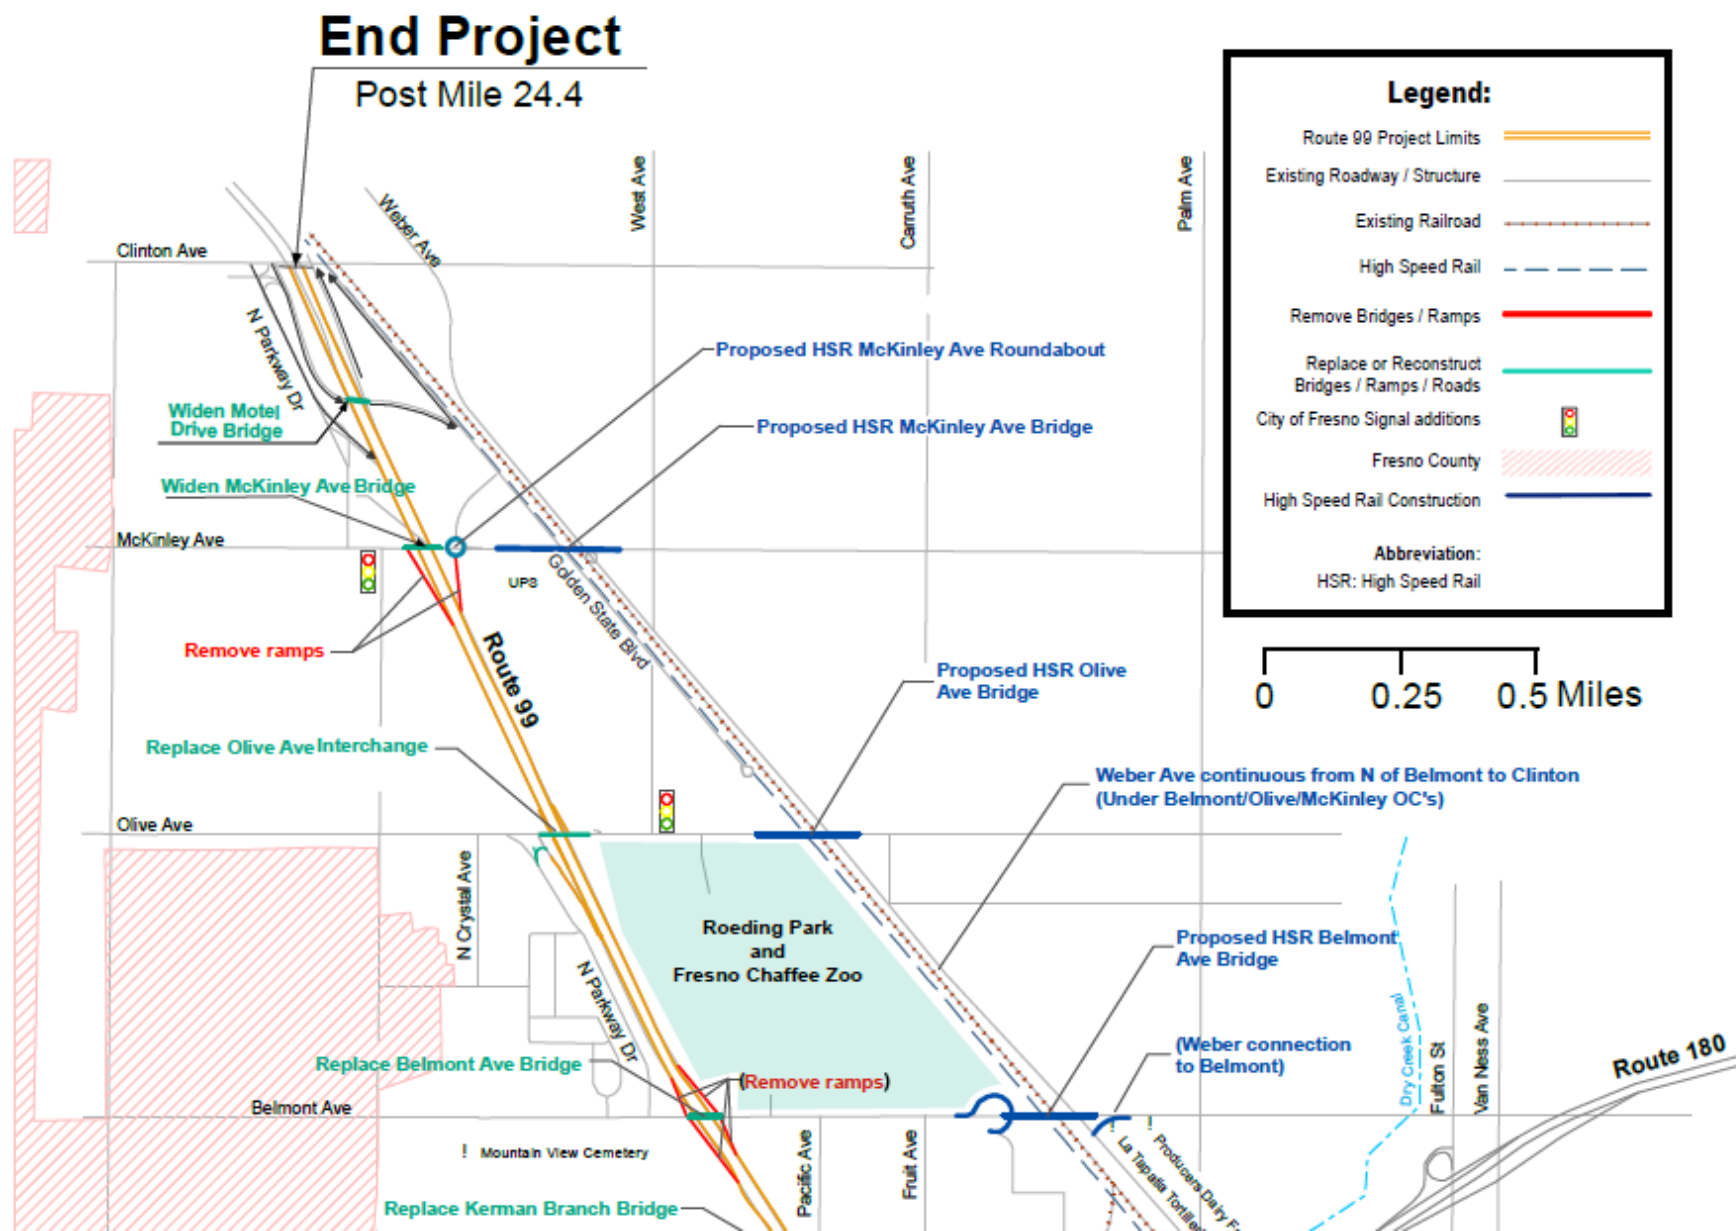 End Project
Post Mile 24.4
Legend:
Route 99 Project Limits
Existing Roadway / Structure
Existing Railroad
High Speed Rail
Remove Bridges / Ramps
Replace or Reconstruct
Bridges / Ramps / Roads
City of Fresno Signal additions
Fresno County
High Speed Rail Construction
Abbreviation:
HSR: High Speed Rail
0 0.25 0.5 Miles
West Ave
Carruth Ave
Palm Ave
Weber Ave
Clinton Ave
N Parkway Dr
Proposed HSR McKinley Ave Roundabout
Widen Motel
Drive Bridge
Proposed HSR McKinley Ave Bridge
Widen McKinley Ave Bridge
McKinley Ave
UPS
Golden State Blvd
Remove ramps
Route 99
Proposed HSR Olive
Ave Bridge
Replace Olive Ave Interchange
Weber Ave continuous from N of Belmont to Clinton
(Under Belmont/Olive/McKinley OC's)
Olive Ave
N Crystal Ave
Roeding Park
and
Fresno Chaffee Zoo
Proposed HSR Belmont
Ave Bridge
N Parkway Dr
Dry Creek Canal
Fulton St
Van Ness Ave
Route 180
(Weber connection
to Belmont)
Replace Belmont Ave Bridge
(Remove ramps)
Belmont Ave
! Mountain View Cemetery
Pacific Ave
Fruit Ave
! La Tapatia Tortiller
! Producers Dairy F
Replace Kerman Branch Bridge